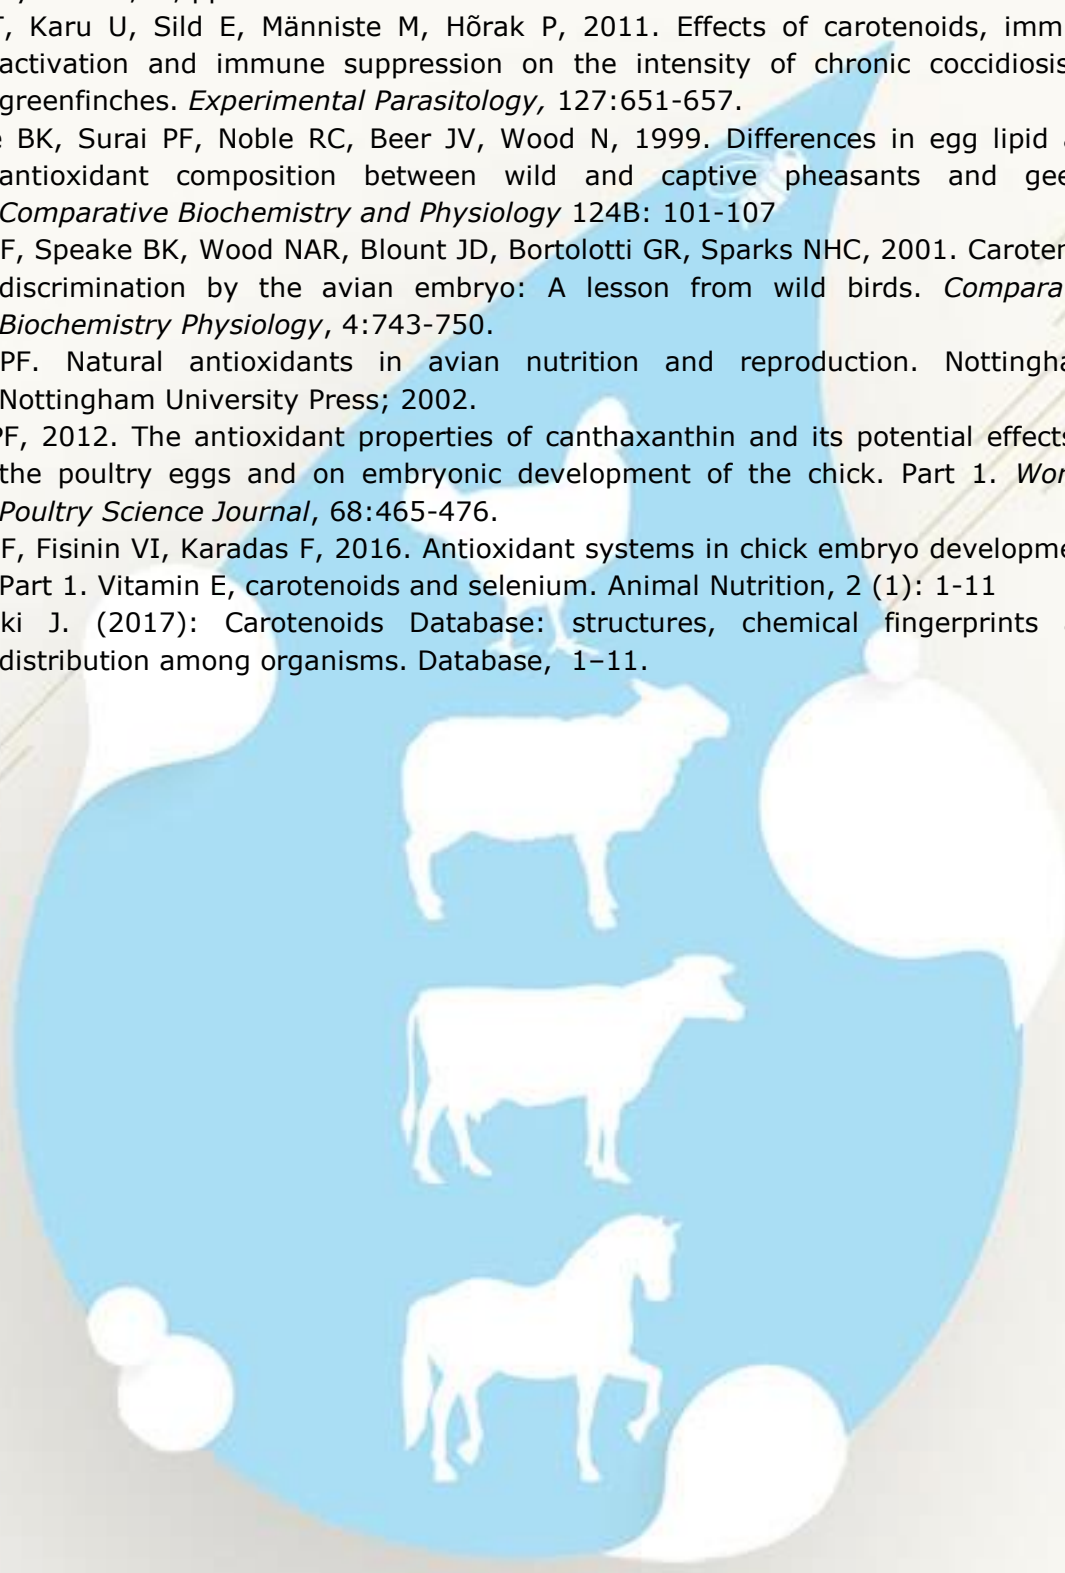 , Karu U, Sild E, Männiste M, Hõrak P, 2011. Effects of carotenoids, imm
activation and immune suppression on the intensity of chronic coccidiosis
greenfinches. Experimental Parasitology, 127:651-657.
BK, Surai PF, Noble RC, Beer JV, Wood N, 1999. Differences in egg lipid
antioxidant composition between wild and captive pheasants and gee
Comparative Biochemistry and Physiology 124B: 101-107
F, Speake BK, Wood NAR, Blount JD, Bortolotti GR, Sparks NHC, 2001. Caroten
discrimination by the avian embryo: A lesson from wild birds. Compara
Biochemistry Physiology, 4:743-750.
PF. Natural antioxidants in avian nutrition and reproduction. Nottingha
Nottingham University Press; 2002.
PF, 2012. The antioxidant properties of canthaxanthin and its potential effects
the poultry eggs and on embryonic development of the chick. Part 1. Wor
Poultry Science Journal, 68:465-476.
F, Fisinin VI, Karadas F, 2016. Antioxidant systems in chick embryo developme
Part 1. Vitamin E, carotenoids and selenium. Animal Nutrition, 2 (1): 1-11
ki J. (2017): Carotenoids Database: structures, chemical fingerprints
distribution among organisms. Database, 1–11.